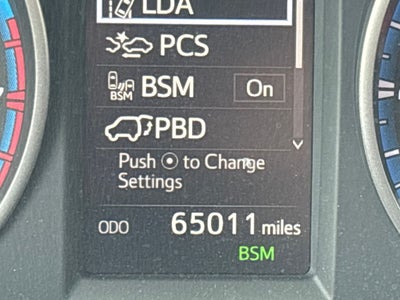 LDA
PCS
BSM BSM On
PBD
Push to Change
Settings
ODO 65011 miles
BSM